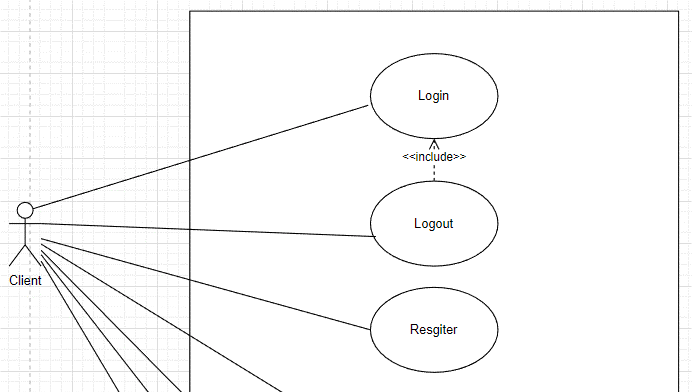 Login
<<include>>
Logout
Client
Resgiter